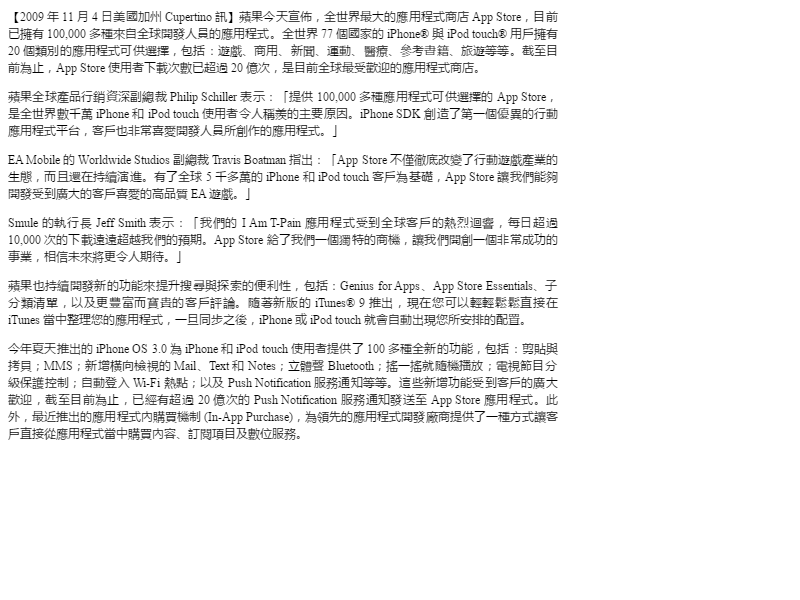 【2009 年 11 月 4 日美國加州 Cupertino 訊】蘋果今天宣佈，全世界最大的應用程式商店 App Store，目前
已擁有 100,000 多種來自全球開發人員的應用程式。全世界 77 個國家的 iPhone® 與 iPod touch® 用戶擁有
20 個類別的應用程式可供選擇，包括：遊戲、商用、新聞、運動、醫療、參考書籍、旅遊等等。截至目
前為止，App Store 使用者下載次數已超過 20 億次，是目前全球最受歡迎的應用程式商店。
蘋果全球產品行銷資深副總裁 Philip Schiller 表示：「提供 100,000 多種應用程式可供選擇的 App Store，
是全世界數千萬 iPhone 和 iPod touch 使用者令人稱羨的主要原因。iPhone SDK 創造了第一個優異的行動
應用程式平台，客戶也非常喜愛開發人員所創作的應用程式。」
EA Mobile 的 Worldwide Studios 副總裁 Travis Boatman 指出：「App Store 不僅徹底改變了行動遊戲產業的
生態，而且還在持續演進。有了全球 5 千多萬的 iPhone 和 iPod touch 客戶為基礎，App Store 讓我們能夠
開發受到廣大的客戶喜愛的高品質 EA 遊戲。」
Smule 的執行長 Jeff Smith 表示：「我們的 I Am T-Pain 應用程式受到全球客戶的熱烈迴響，每日超過
10,000 次的下載遠遠超越我們的預期。App Store 給了我們一個獨特的商機，讓我們開創一個非常成功的
事業，相信未來將更令人期待。」
蘋果也持續開發新的功能來提升搜尋與探索的便利性，包括：Genius for Apps、App Store Essentials、子
分類清單，以及更豐富而寶貴的客戶評論。隨著新版的 iTunes® 9 推出，現在您可以輕輕鬆鬆直接在
iTunes 當中整理您的應用程式，一旦同步之後，iPhone 或 iPod touch 就會自動出現您所安排的配置。
今年夏天推出的 iPhone OS 3.0 為 iPhone 和 iPod touch 使用者提供了 100 多種全新的功能，包括：剪貼與
拷貝；MMS；新增橫向檢視的 Mail、Text 和 Notes；立體聲 Bluetooth；搖一搖就隨機播放；電視節目分
級保護控制；自動登入 Wi-Fi 熱點；以及 Push Notification 服務通知等等。這些新增功能受到客戶的廣大
歡迎，截至目前為止，已經有超過 20 億次的 Push Notification 服務通知發送至 App Store 應用程式。此
外，最近推出的應用程式內購買機制 (In-App Purchase)，為領先的應用程式開發廠商提供了一種方式讓客
戶直接從應用程式當中購買內容、訂閱項目及數位服務。